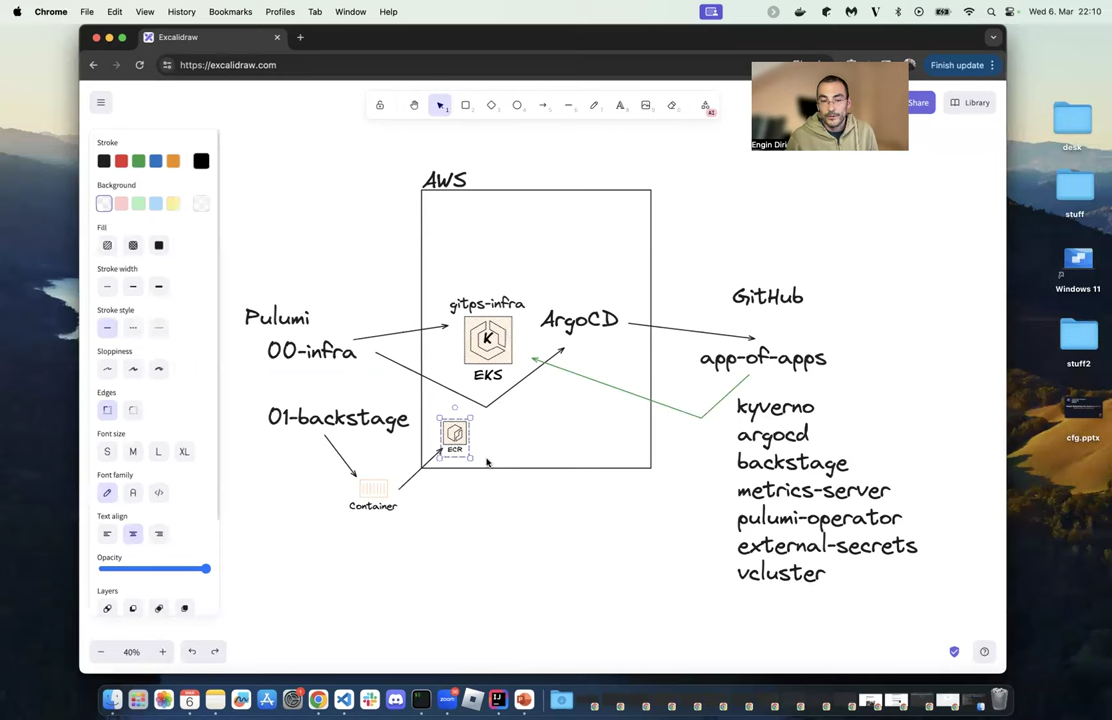 Chrome File Edit View History Bookmarks Profiles Tab Window Help
Wed 6. Mar 22:10
Excalidraw
https://excalidraw.com
Finish update
Share
Library
Engin Diri
desk
stuff
Windows 11
stuff2
cfg.pptx
Stroke
Background
Fill
Stroke width
Stroke style
Sloppiness
Edges
Font size
S M L XL
Font family
A
Text align
Opacity
Layers
40%
AI
AWS
Pulumi
00-infra
01-backstage
Container
gitps-infra
K
EKS
ECR
ArgoCD
GitHub
app-of-apps
kyverno
argocd
backstage
metrics-server
pulumi-operator
external-secrets
vcluster